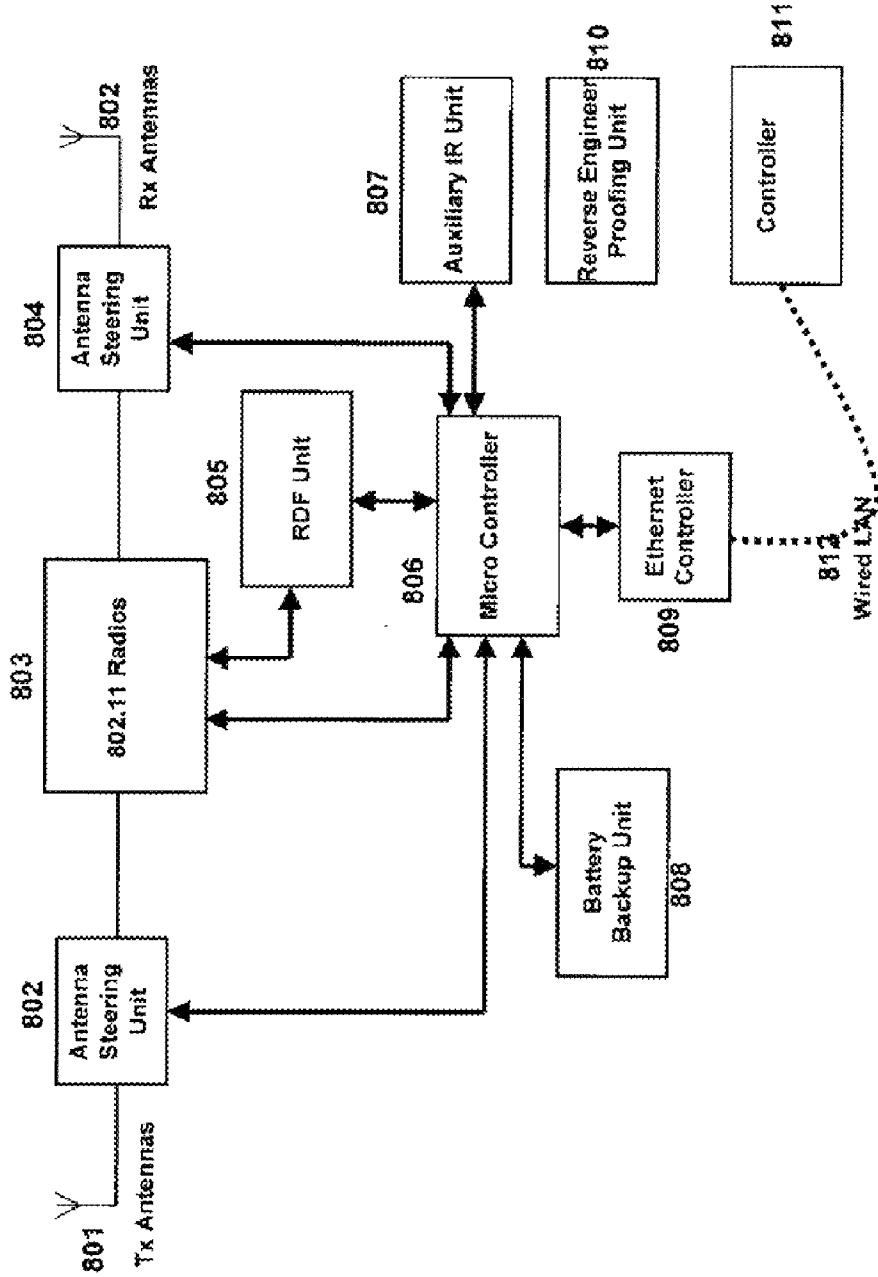 801
Tx Antennas
802
Antenna
Steering
Unit
803
802.11 Radios
804
Antenna
Steering
Unit
802
Rx Antennas
805
RDF Unit
806
Micro Controller
807
Auxiliary IR Unit
Battery
Backup Unit
808
809
Ethernet
Controller
810
Reverse Engineer
Proofing Unit
811
Controller
812
Wired LAN